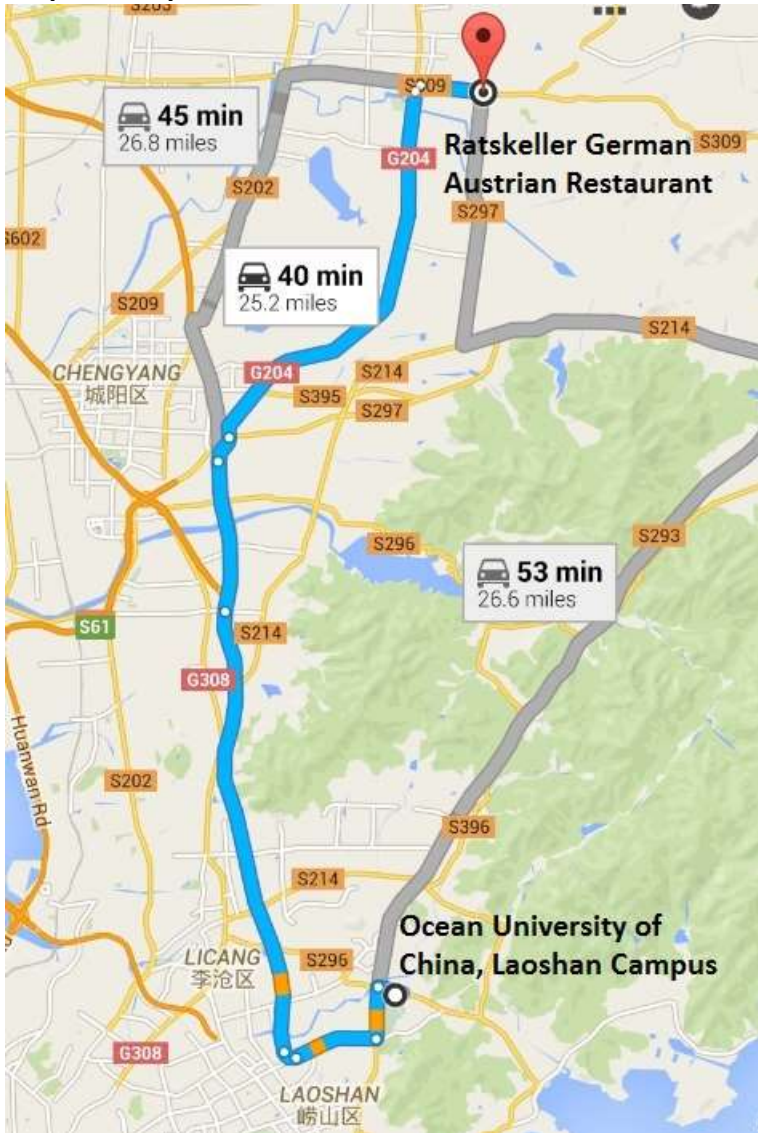 S209
45 min
26.8 miles
G204
Ratskeller German
Austrian Restaurant
S309
S202
S297
S602
40 min
25.2 miles
S209
S214
CHENGYANG
城阳区
G204
S214
S395
S297
S296
S293
53 min
26.6 miles
S61
S214
G308
Huanwan Rd
S202
S396
S214
Ocean University of
China, Laoshan Campus
LICANG
李沧区
S296
G308
LAOSHAN
崂山区